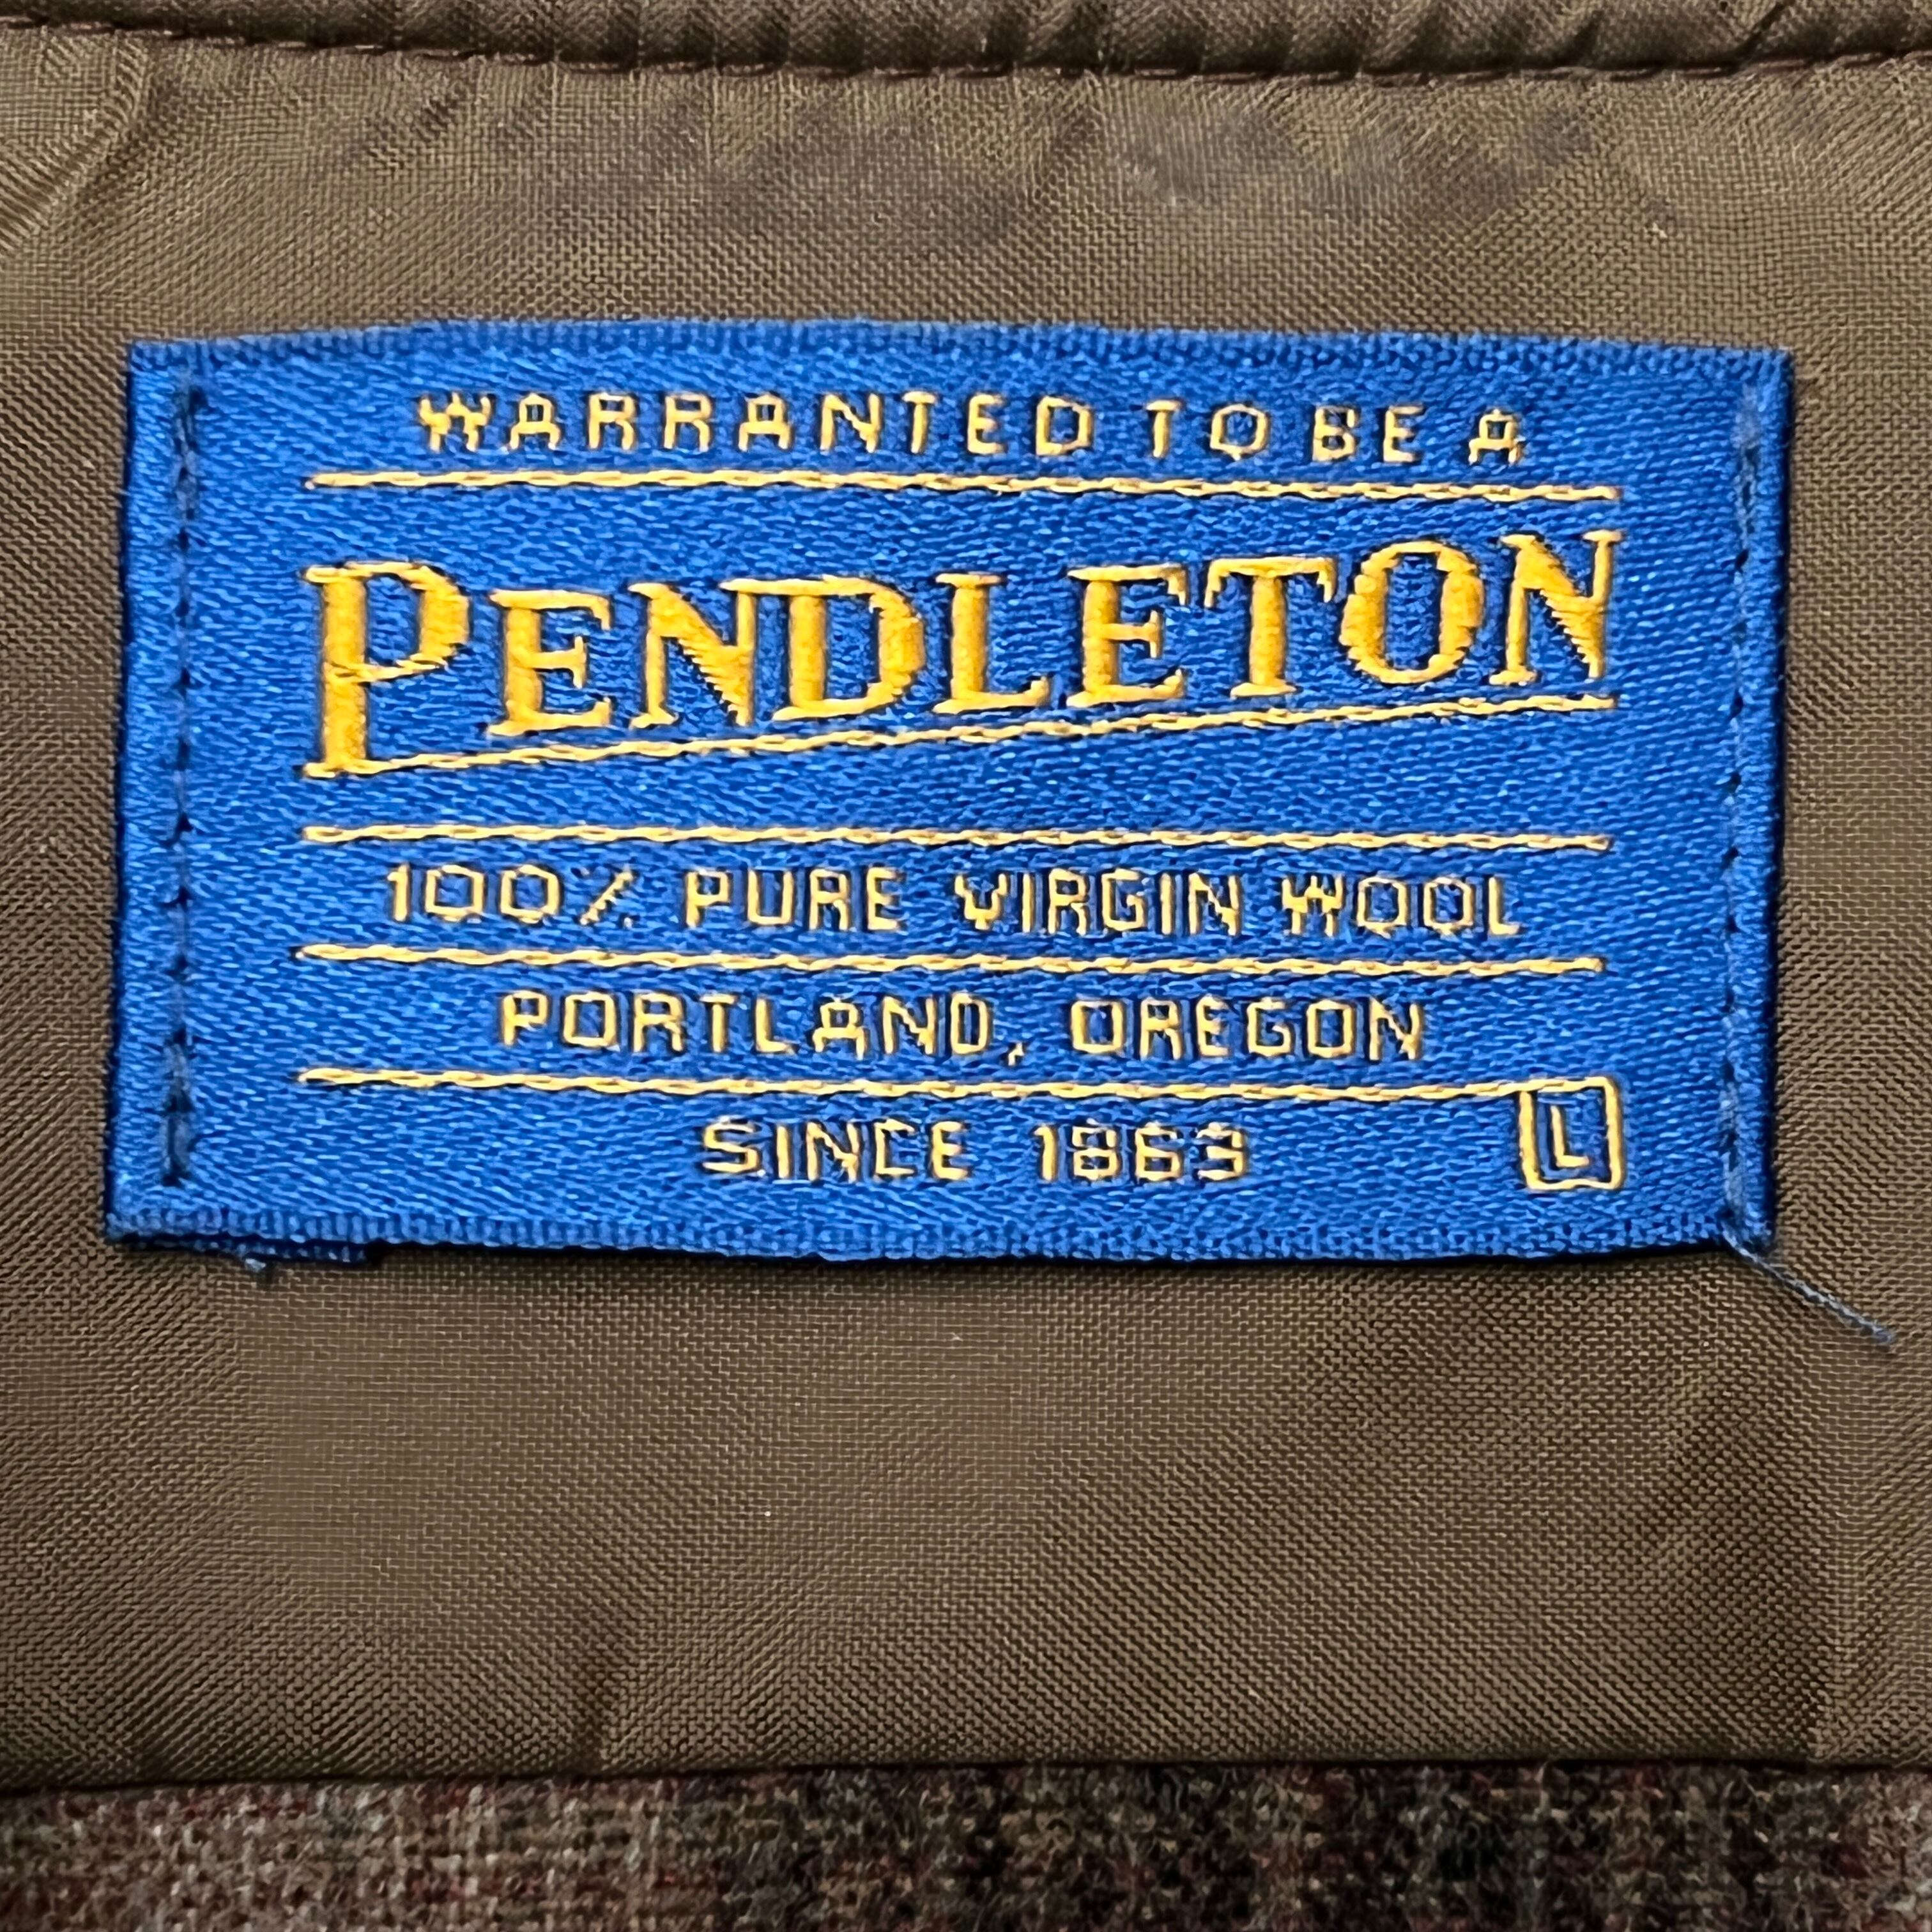 WARRANTED TO BE A
PENDLETON
100% PURE VIRGIN WOOL
PORTLAND, OREGON
SINCE 1863
L